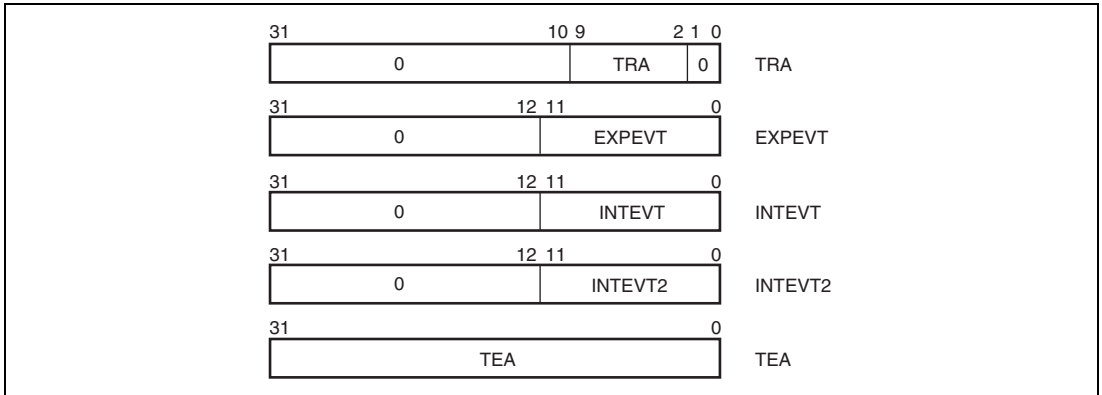 31 10 9 2 1 0
0 TRA 0 TRA
31 12 11 0
0 EXPEVT EXPEVT
31 12 11 0
0 INTEVT INTEVT
31 12 11 0
0 INTEVT2 INTEVT2
31 0
TEA TEA